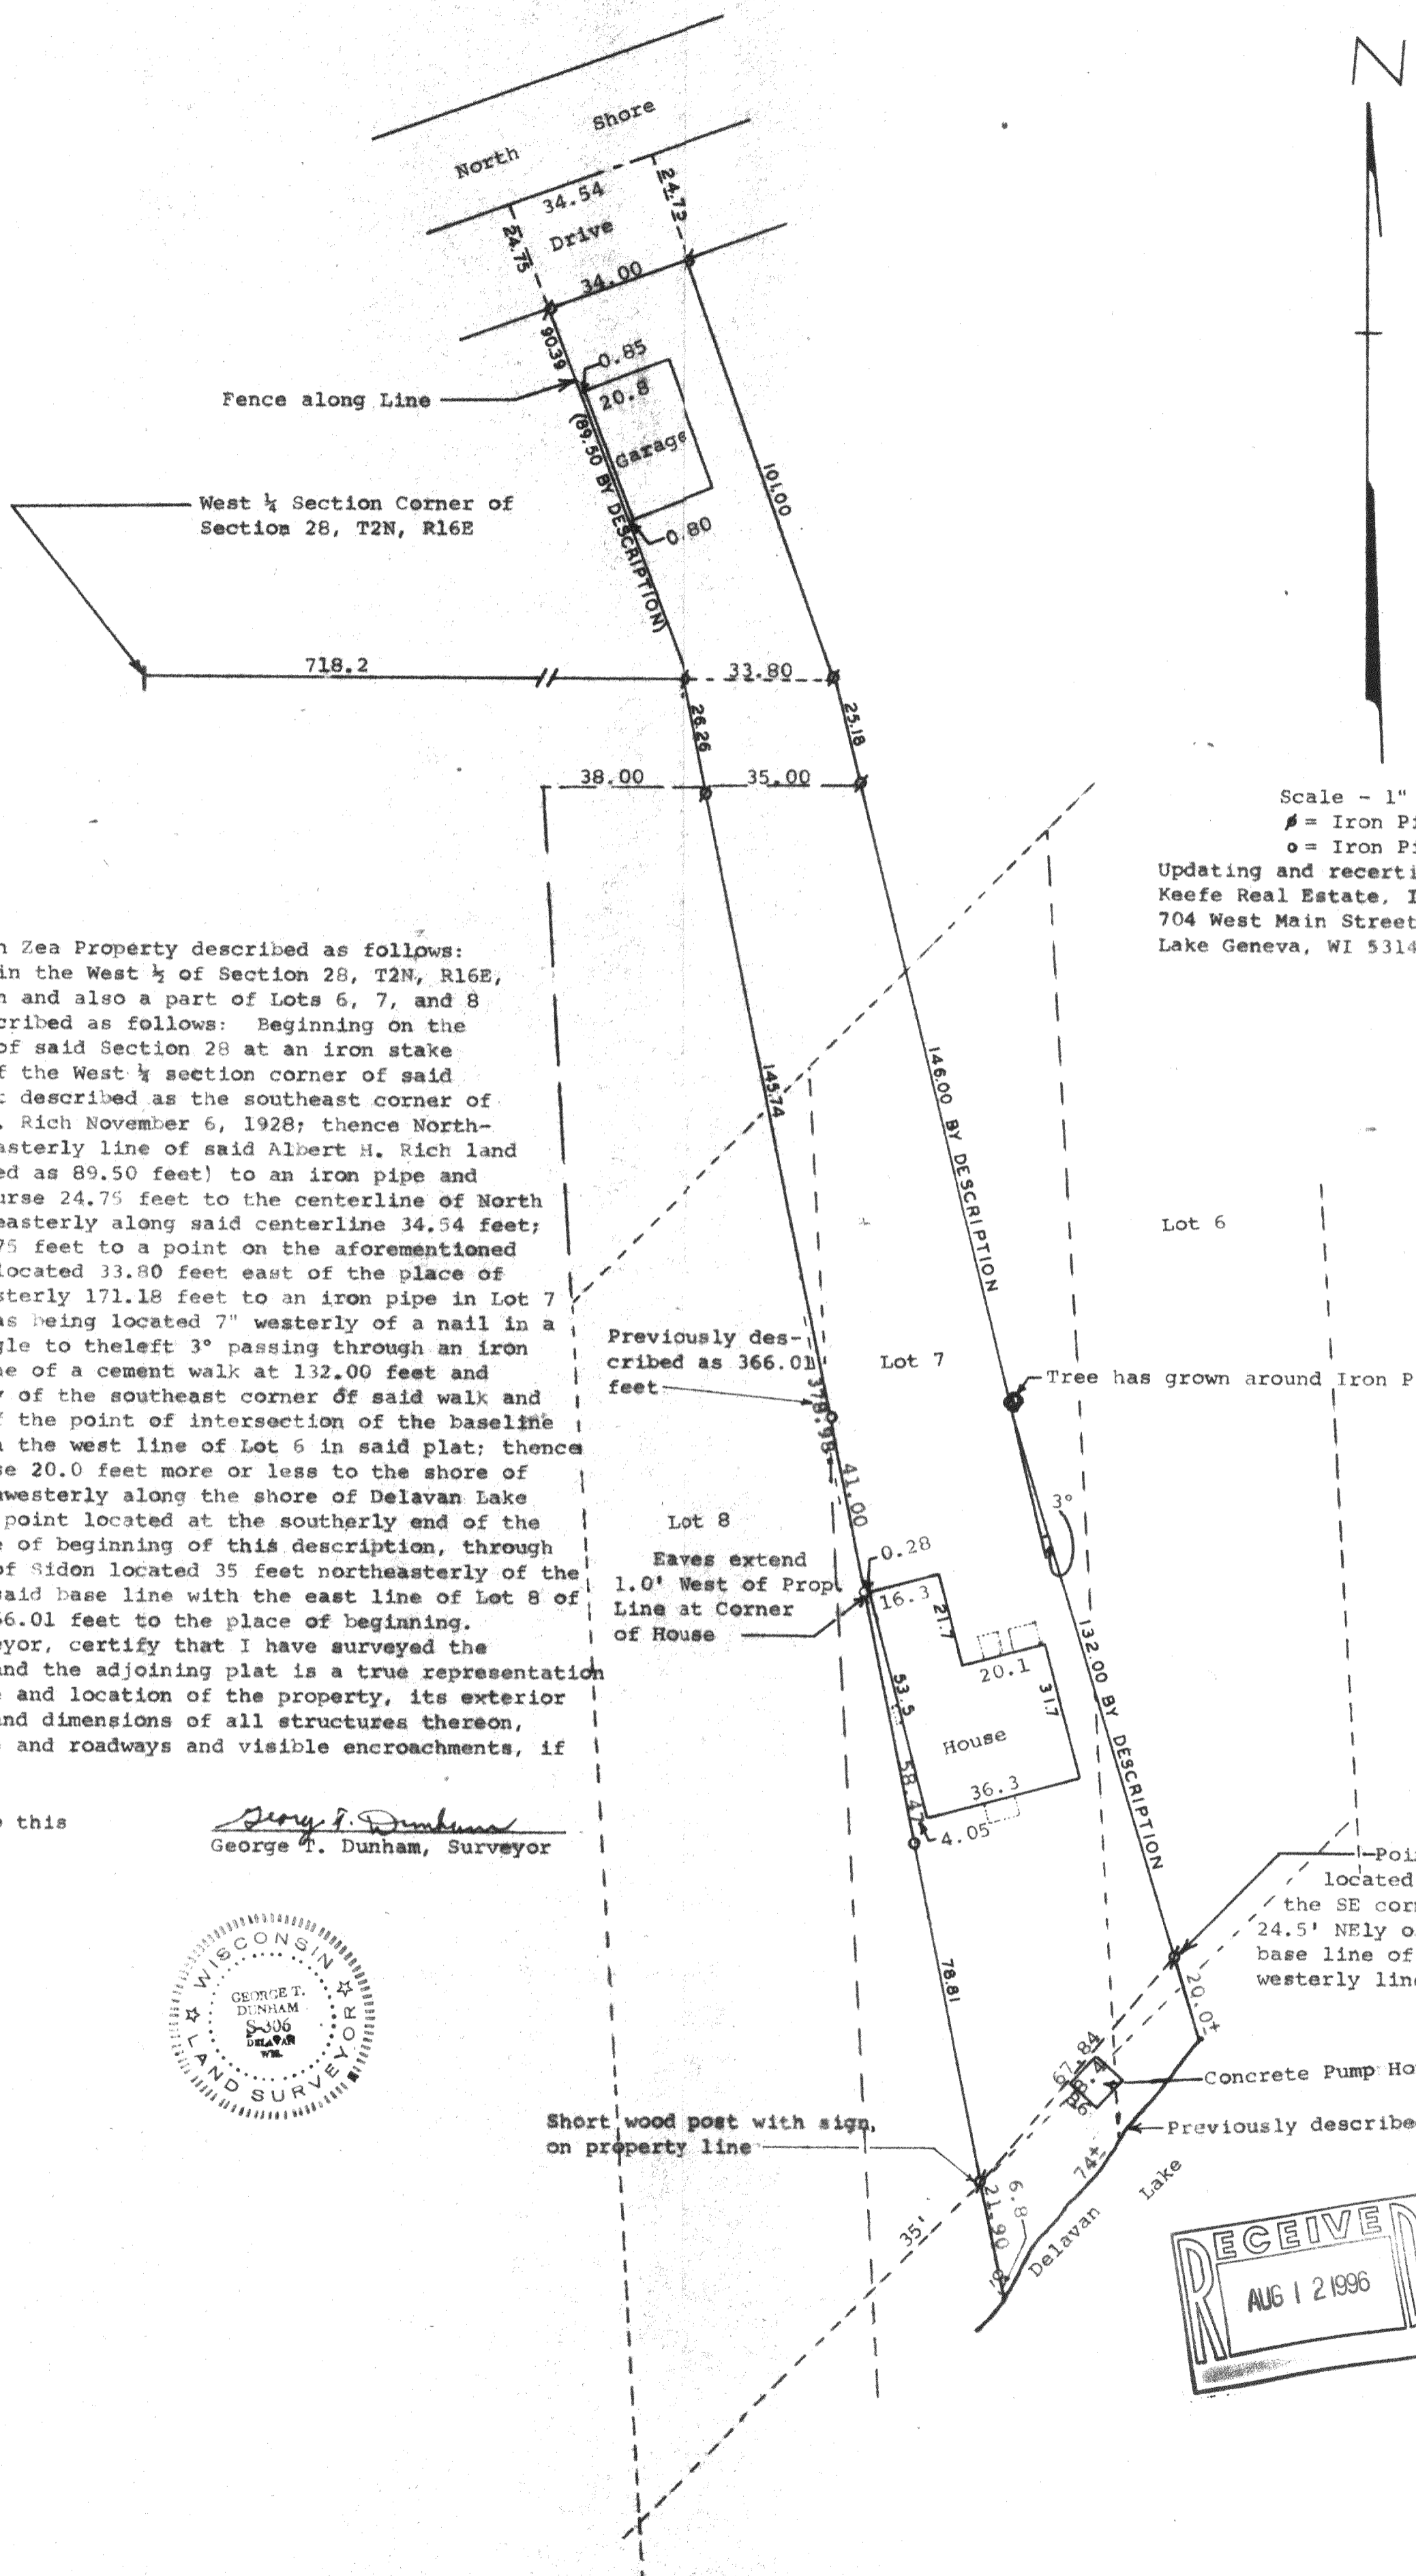 N
North Shore
34.54
24.75
24.75
Drive
34.00
90.39
0.85
Fence along Line
20.8
Garage
(89.50 BY DESCRIPTION)
101.00
West ¼ Section Corner of
Section 28, T2N, R16E
0.80
718.2
33.80
26.26
25.18
38.00
35.00
Scale - 1"
ø = Iron Pi
o = Iron Pi
Updating and recerti
Keefe Real Estate, I
704 West Main Street
Lake Geneva, WI 5314
n Zea Property described as follows:
in the West ½ of Section 28, T2N, R16E,
n and also a part of Lots 6, 7, and 8
cribed as follows: Beginning on the
of said Section 28 at an iron stake
f the West ¼ section corner of said
t described as the southeast corner of
. Rich November 6, 1928; thence North-
asterly line of said Albert H. Rich land
ed as 89.50 feet) to an iron pipe and
urse 24.75 feet to the centerline of North
easterly along said centerline 34.54 feet;
75 feet to a point on the aforementioned
located 33.80 feet east of the place of
sterly 171.18 feet to an iron pipe in Lot 7
as being located 7" westerly of a nail in a
gle to theleft 3° passing through an iron
ne of a cement walk at 132.00 feet and
y of the southeast corner of said walk and
f the point of intersection of the baseline
n the west line of Lot 6 in said plat; thence
se 20.0 feet more or less to the shore of
hwesterly along the shore of Delavan Lake
point located at the southerly end of the
e of beginning of this description, through
of Sidon located 35 feet northeasterly of the
said base line with the east line of Lot 8 of
66.01 feet to the place of beginning.
eyor, certify that I have surveyed the
and the adjoining plat is a true representation
e and location of the property, its exterior
and dimensions of all structures thereon,
s and roadways and visible encroachments, if
o this
George T. Dunham
George T. Dunham, Surveyor
WISCONSIN
GEORGE T.
DUNHAM
S-306
DELAVAN
WIS.
LAND SURVEYOR
145.74
146.00 BY DESCRIPTION
Lot 6
Previously des-
cribed as 366.01
feet
378.98
Lot 7
Tree has grown around Iron P
41.00
3°
Lot 8
Eaves extend
1.0' West of Prop.
Line at Corner
of House
0.28
16.3
21.7
20.1
31.7
53.5
House
36.3
58.47
4.05
132.00 BY DESCRIPTION
Poi
located
the SE cor
24.5' NEly o
base line of
westerly line
78.81
20.0±
67.84
68.4
Concrete Pump Ho
Previously describe
Short wood post with sign,
on property line
74±
6.8
21.90
35'
Delavan Lake
RECEIVED
AUG 12 1996